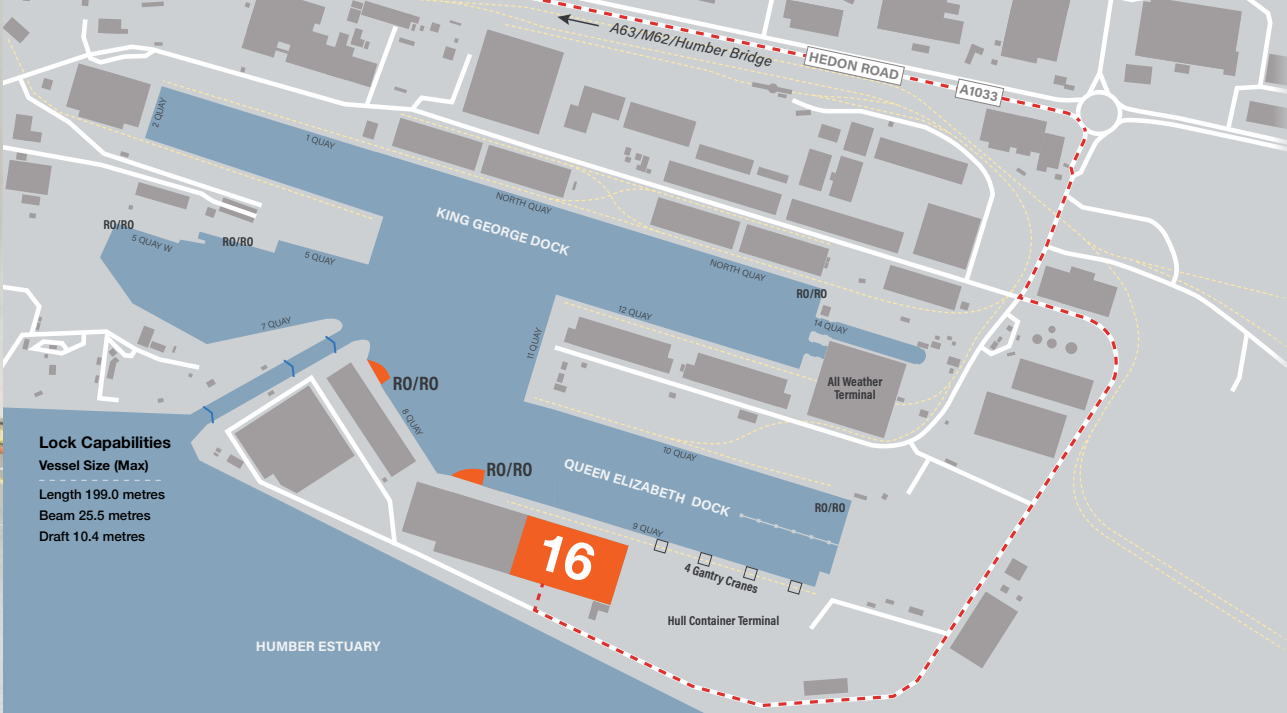 A63/M62/Humber Bridge
HEDON ROAD
A1033
2 QUAY
1 QUAY
NORTH QUAY
KING GEORGE DOCK
RO/RO
5 QUAY W
RO/RO
5 QUAY
NORTH QUAY
RO/RO
7 QUAY
12 QUAY
14 QUAY
11 QUAY
All Weather
Terminal
RO/RO
8 QUAY
Lock Capabilities
Vessel Size (Max)
Length 199.0 metres
Beam 25.5 metres
Draft 10.4 metres
10 QUAY
RO/RO
QUEEN ELIZABETH DOCK
RO/RO
9 QUAY
16
4 Gantry Cranes
Hull Container Terminal
HUMBER ESTUARY